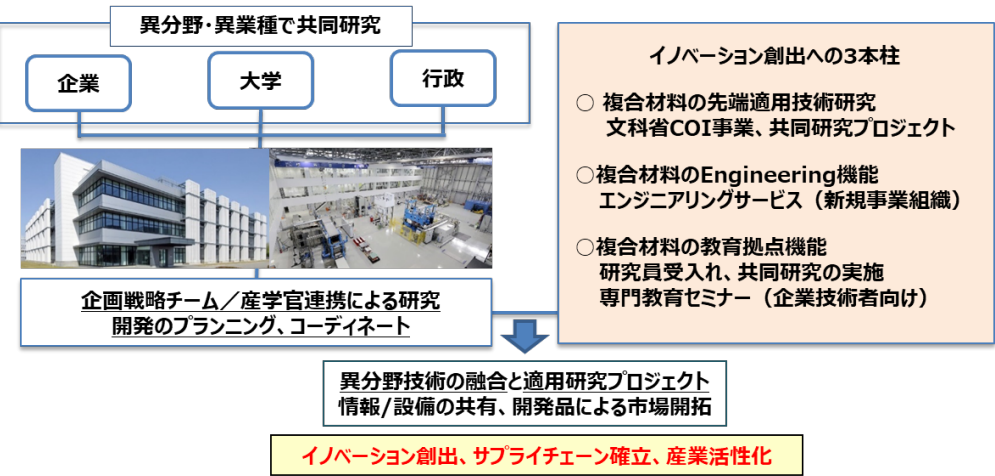 異分野・異業種で共同研究
企業
大学
行政
企画戦略チーム／産学官連携による研究
開発のプランニング、コーディネート
イノベーション創出への3本柱
○ 複合材料の先端適用技術研究
文科省COI事業、共同研究プロジェクト
○複合材料のEngineering機能
エンジニアリングサービス（新規事業組織）
○複合材料の教育拠点機能
研究員受入れ、共同研究の実施
専門教育セミナー（企業技術者向け）
異分野技術の融合と適用研究プロジェクト
情報/設備の共有、開発品による市場開拓
イノベーション創出、サプライチェーン確立、産業活性化